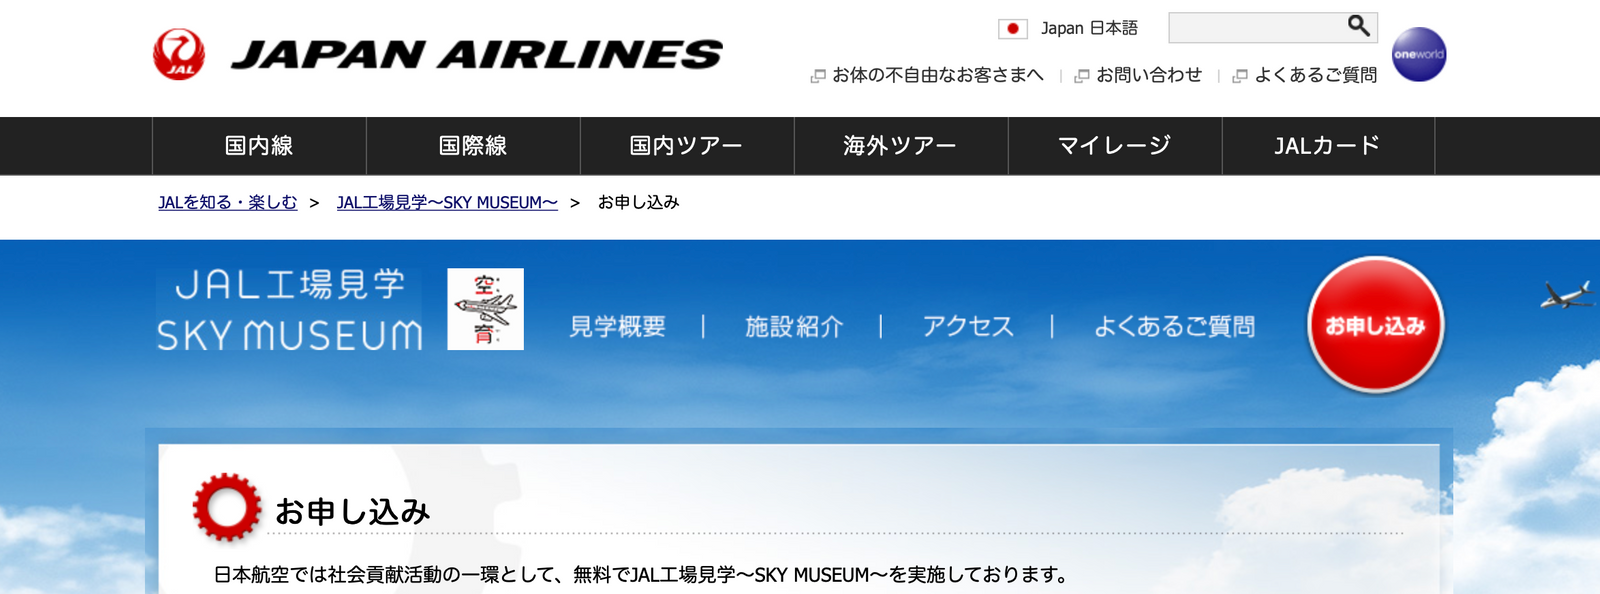 JAL
JAPAN AIRLINES
Japan 日本語
お体の不自由なお客さまへ
お問い合わせ
よくあるご質問
oneworld
国内線
国際線
国内ツアー
海外ツアー
マイレージ
JALカード
JALを知る・楽しむ > JAL工場見学～SKY MUSEUM～ > お申し込み
JAL工場見学
SKY MUSEUM
空
育
見学概要
施設紹介
アクセス
よくあるご質問
お申し込み
お申し込み
日本航空では社会貢献活動の一環として、無料でJAL工場見学～SKY MUSEUM～を実施しております。